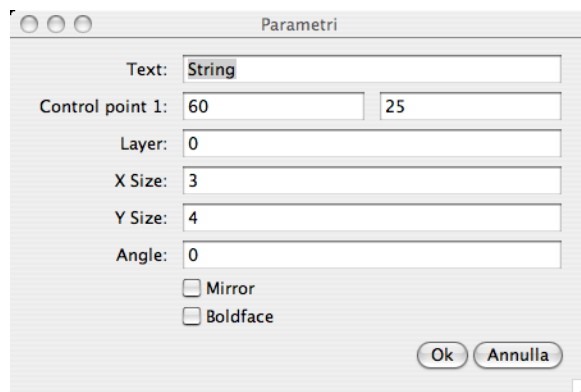 Parametri
Text: String
Control point 1: 60 25
Layer: 0
X Size: 3
Y Size: 4
Angle: 0
Mirror
Boldface
Ok Annulla